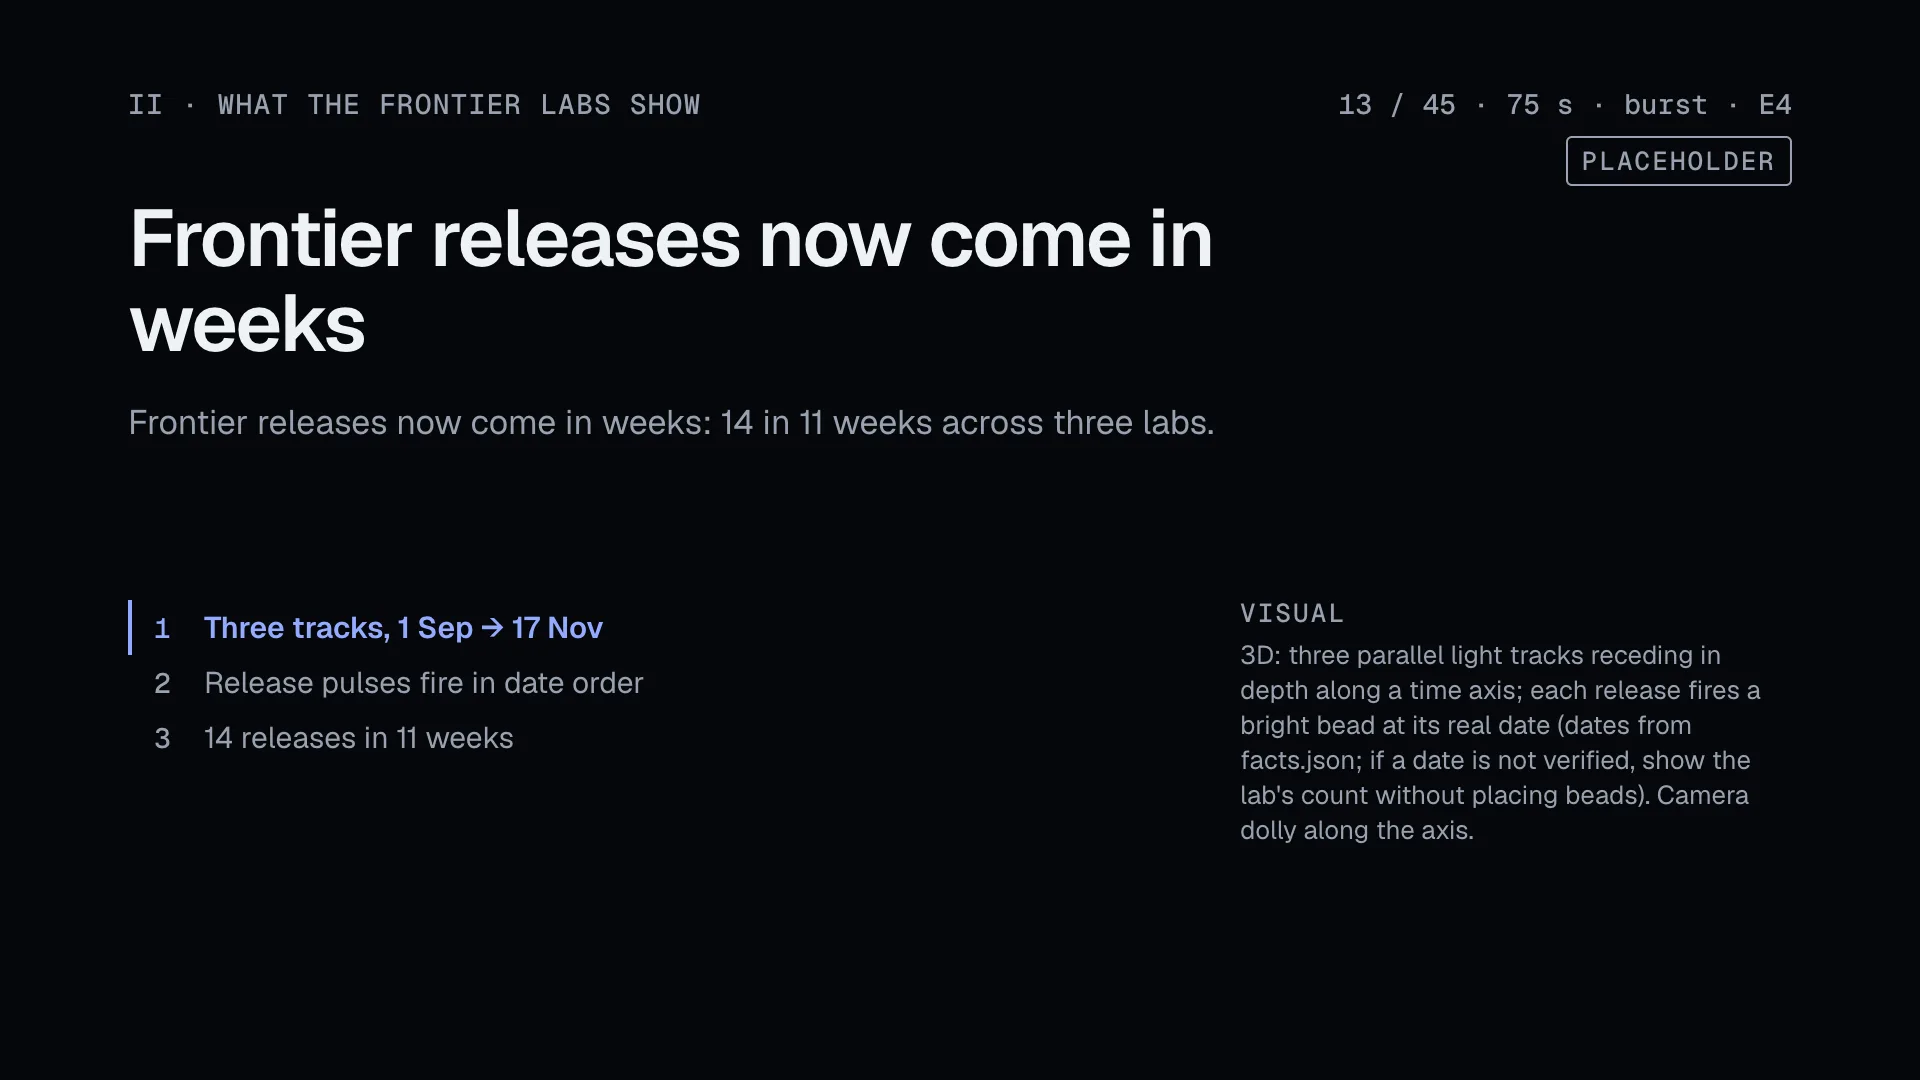 II · WHAT THE FRONTIER LABS SHOW
13 / 45 · 75 s · burst · E4
PLACEHOLDER
Frontier releases now come in
weeks
Frontier releases now come in weeks: 14 in 11 weeks across three labs.
1 Three tracks, 1 Sep → 17 Nov
2 Release pulses fire in date order
3 14 releases in 11 weeks
VISUAL
3D: three parallel light tracks receding in
depth along a time axis; each release fires a
bright bead at its real date (dates from
facts.json; if a date is not verified, show the
lab's count without placing beads). Camera
dolly along the axis.